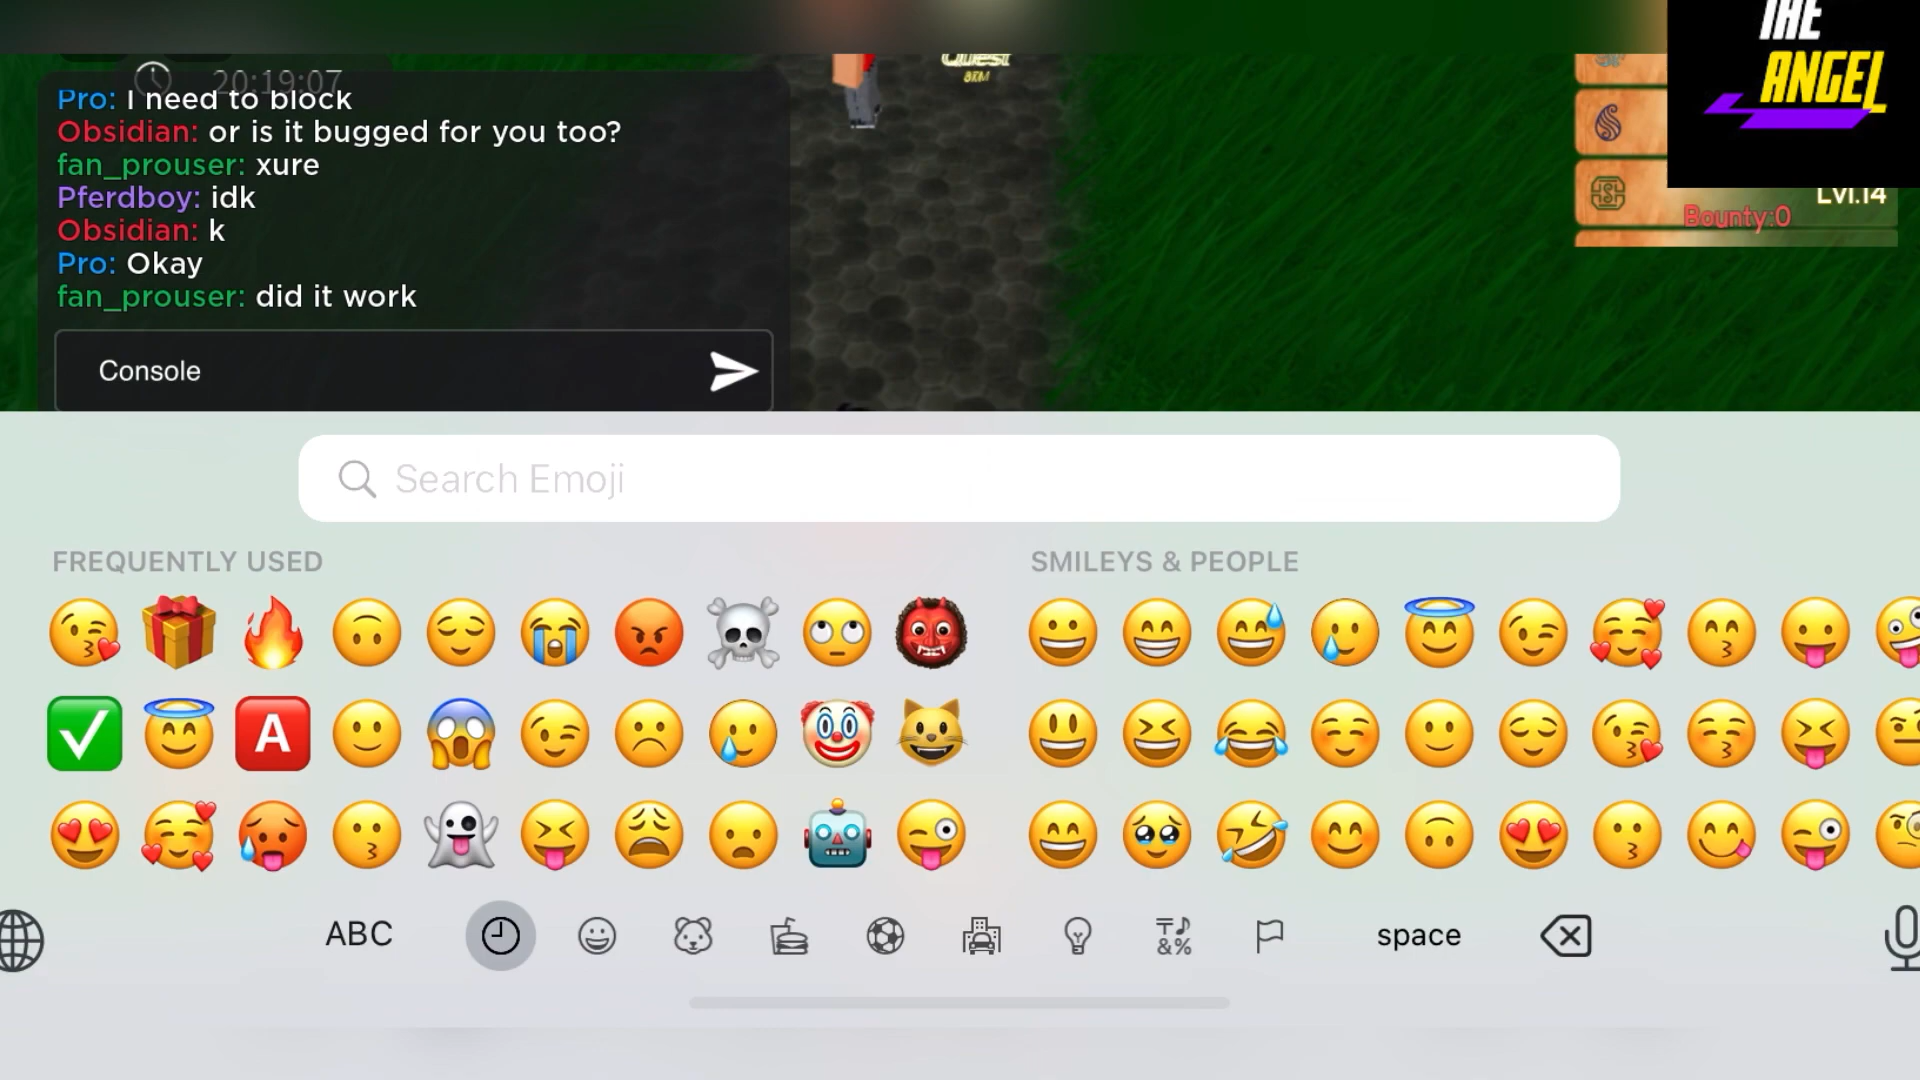 THE
ANGEL
20:19:07
Quest
Pro: I need to block
Obsidian: or is it bugged for you too?
fan_prouser: xure
Pferdboy: idk
Obsidian: k
Pro: Okay
fan_prouser: did it work
Lvl.14
Bounty:0
Console
Search Emoji
FREQUENTLY USED
SMILEYS & PEOPLE
A
ABC
&%
space